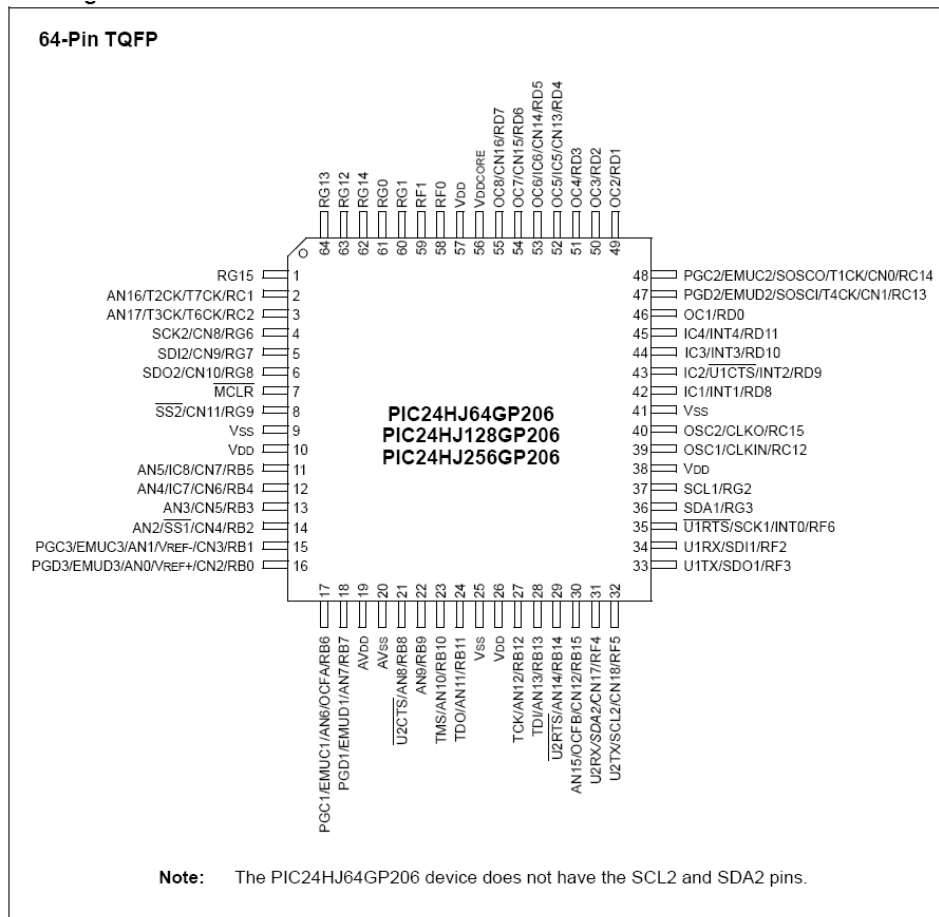 64-Pin TQFP
RG13
RG12
RG14
RG0
RG1
RF1
RF0
VDD
VDDCORE
OC8/CN16/RD7
OC7/CN15/RD6
OC6/IC6/CN14/RD5
OC5/IC5/CN13/RD4
OC4/RD3
OC3/RD2
OC2/RD1
64
63
62
61
60
59
58
57
56
55
54
53
52
51
50
49
RG15 1
AN16/T2CK/T7CK/RC1 2
AN17/T3CK/T6CK/RC2 3
SCK2/CN8/RG6 4
SDI2/CN9/RG7 5
SDO2/CN10/RG8 6
MCLR 7
SS2/CN11/RG9 8
VSS 9
VDD 10
AN5/IC8/CN7/RB5 11
AN4/IC7/CN6/RB4 12
AN3/CN5/RB3 13
AN2/SS1/CN4/RB2 14
PGC3/EMUC3/AN1/VREF-/CN3/RB1 15
PGD3/EMUD3/AN0/VREF+/CN2/RB0 16
PIC24HJ64GP206
PIC24HJ128GP206
PIC24HJ256GP206
48 PGC2/EMUC2/SOSCO/T1CK/CN0/RC14
47 PGD2/EMUD2/SOSCI/T4CK/CN1/RC13
46 OC1/RD0
45 IC4/INT4/RD11
44 IC3/INT3/RD10
43 IC2/U1CTS/INT2/RD9
42 IC1/INT1/RD8
41 VSS
40 OSC2/CLKO/RC15
39 OSC1/CLKIN/RC12
38 VDD
37 SCL1/RG2
36 SDA1/RG3
35 U1RTS/SCK1/INT0/RF6
34 U1RX/SDI1/RF2
33 U1TX/SDO1/RF3
17
18
19
20
21
22
23
24
25
26
27
28
29
30
31
32
PGC1/EMUC1/AN6/OCFA/RB6
PGD1/EMUD1/AN7/RB7
AVDD
AVSS
U2CTS/AN8/RB8
AN9/RB9
TMS/AN10/RB10
TDO/AN11/RB11
VSS
VDD
TCK/AN12/RB12
TDI/AN13/RB13
U2RTS/AN14/RB14
AN15/OCFB/CN12/RB15
U2RX/SDA2/CN17/RF4
U2TX/SCL2/CN18/RF5
Note: The PIC24HJ64GP206 device does not have the SCL2 and SDA2 pins.